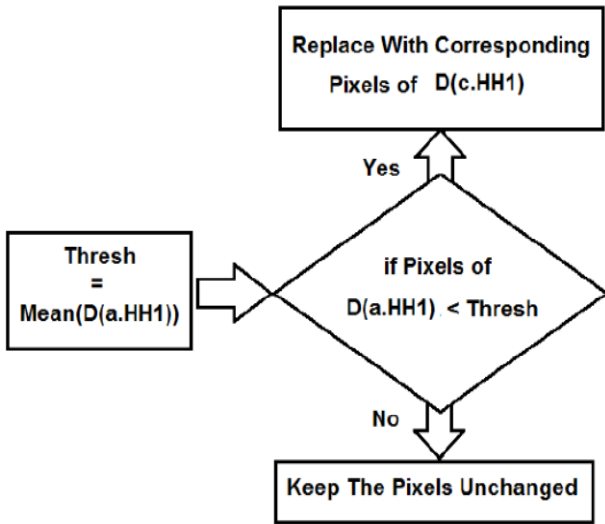 Replace With Corresponding
Pixels of D(c.HH1)
Yes
Thresh
=
Mean(D(a.HH1))
if Pixels of
D(a.HH1) < Thresh
No
Keep The Pixels Unchanged